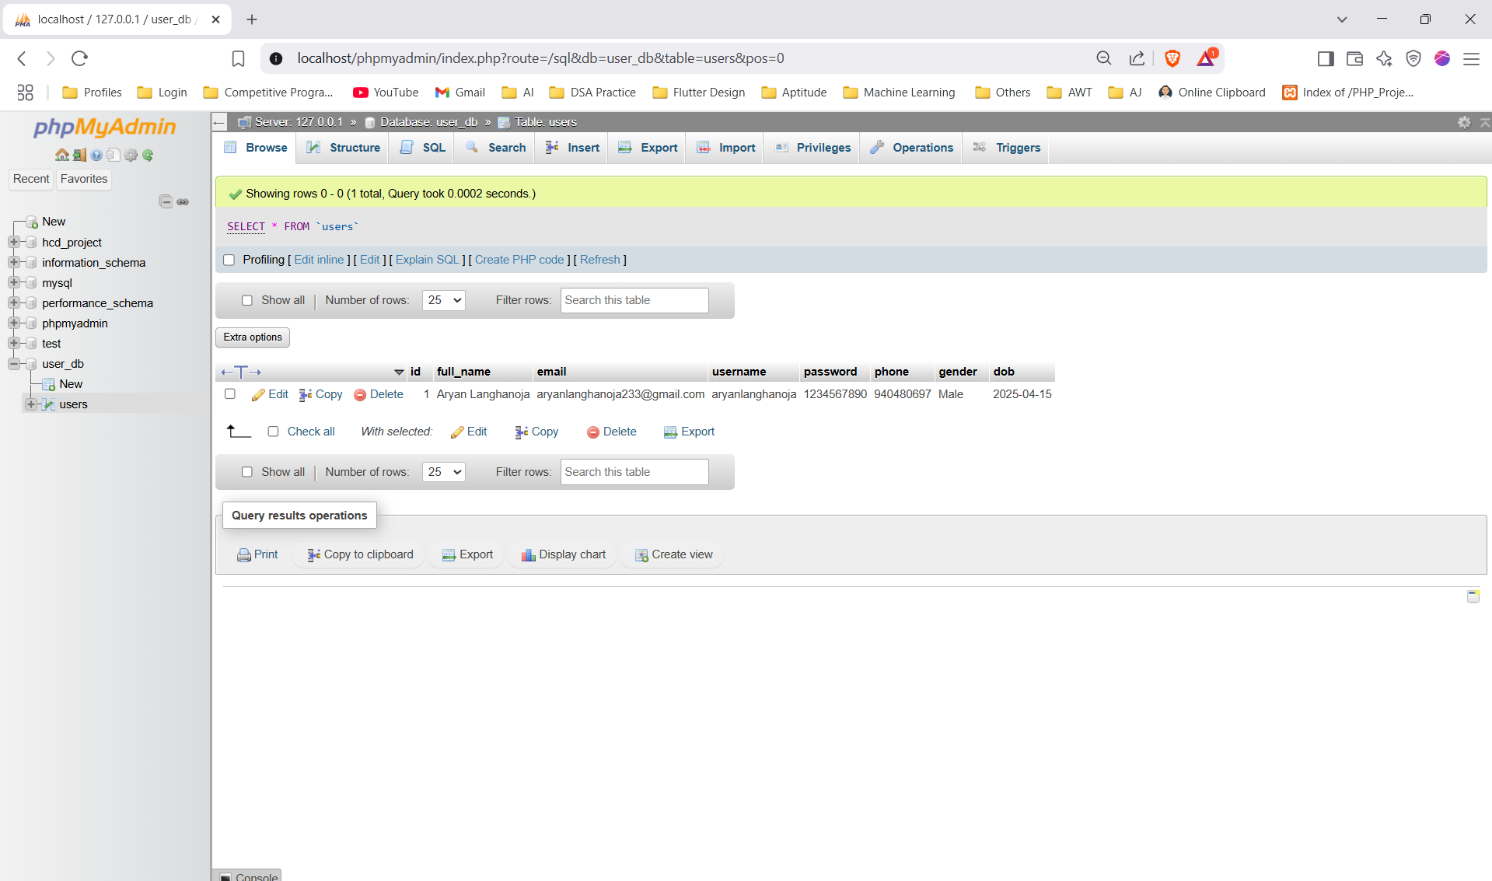 localhost / 127.0.0.1 / user_db /
localhost/phpmyadmin/index.php?route=/sql&db=user_db&table=users&pos=0
1
Profiles Login Competitive Progra... YouTube Gmail AI DSA Practice Flutter Design Aptitude Machine Learning Others AWT AJ Online Clipboard Index of /PHP_Proje...
phpMyAdmin
Recent Favorites
New
hcd_project
information_schema
mysql
performance_schema
phpmyadmin
test
user_db
New
users
Server: 127.0.0.1 » Database: user_db » Table: users
Browse Structure SQL Search Insert Export Import Privileges Operations Triggers
Showing rows 0 - 0 (1 total, Query took 0.0002 seconds.)
SELECT * FROM `users`
Profiling [ Edit inline ] [ Edit ] [ Explain SQL ] [ Create PHP code ] [ Refresh ]
Show all | Number of rows: 25 Filter rows: Search this table
Extra options
←T→ id full_name email username password phone gender dob
Edit Copy Delete 1 Aryan Langhanoja aryanlanghanoja233@gmail.com aryanlanghanoja 1234567890 940480697 Male 2025-04-15
Check all With selected: Edit Copy Delete Export
Show all | Number of rows: 25 Filter rows: Search this table
Query results operations
Print Copy to clipboard Export Display chart Create view
Console